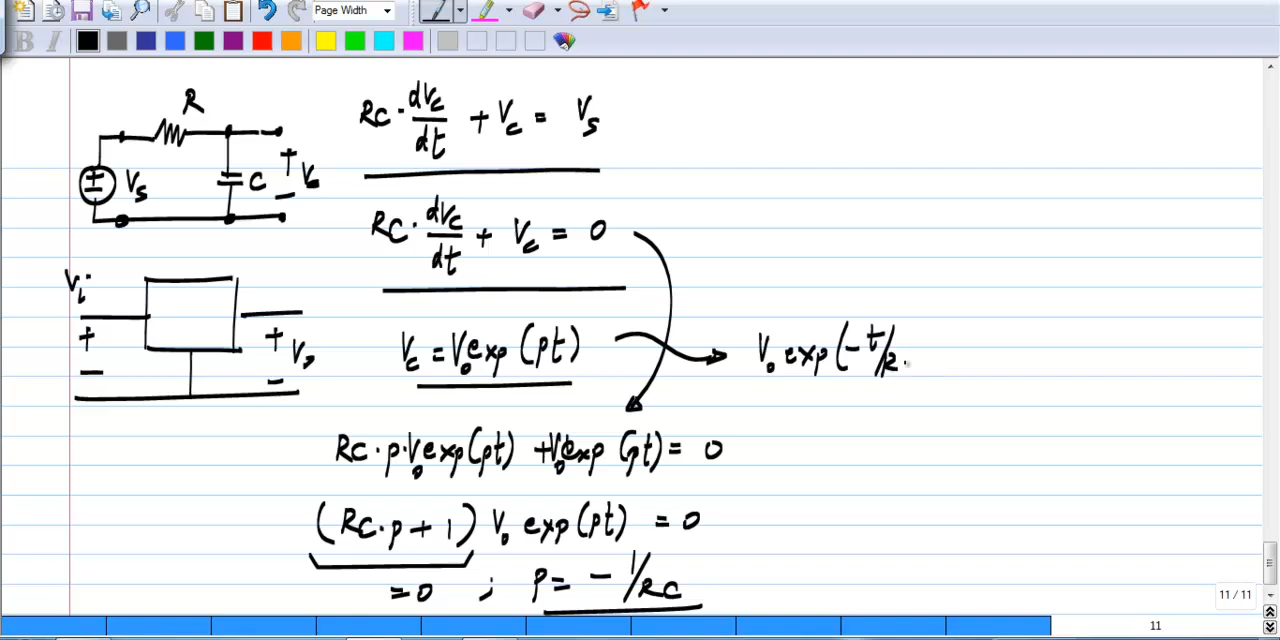 Page Width
B I
R
RC · dVc/dt + Vc = Vs
Vs
C
+
−
RC · dVc/dt + Vc = 0
Vi
+
−
+
−
Vc = V0 exp (pt)
V0 exp(−t/R
RC · p · V0 exp(pt) + V0 exp (pt) = 0
(RC · p + 1) V0 exp(pt) = 0
= 0 ; p = − 1/RC
11 / 11
11